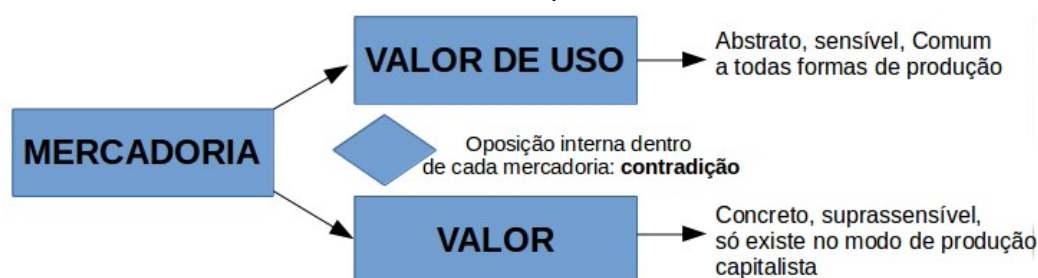 MERCADORIA
VALOR DE USO
Abstrato, sensível, Comum
a todas formas de produção
Oposição interna dentro
de cada mercadoria: contradição
VALOR
Concreto, suprassensível,
só existe no modo de produção
capitalista